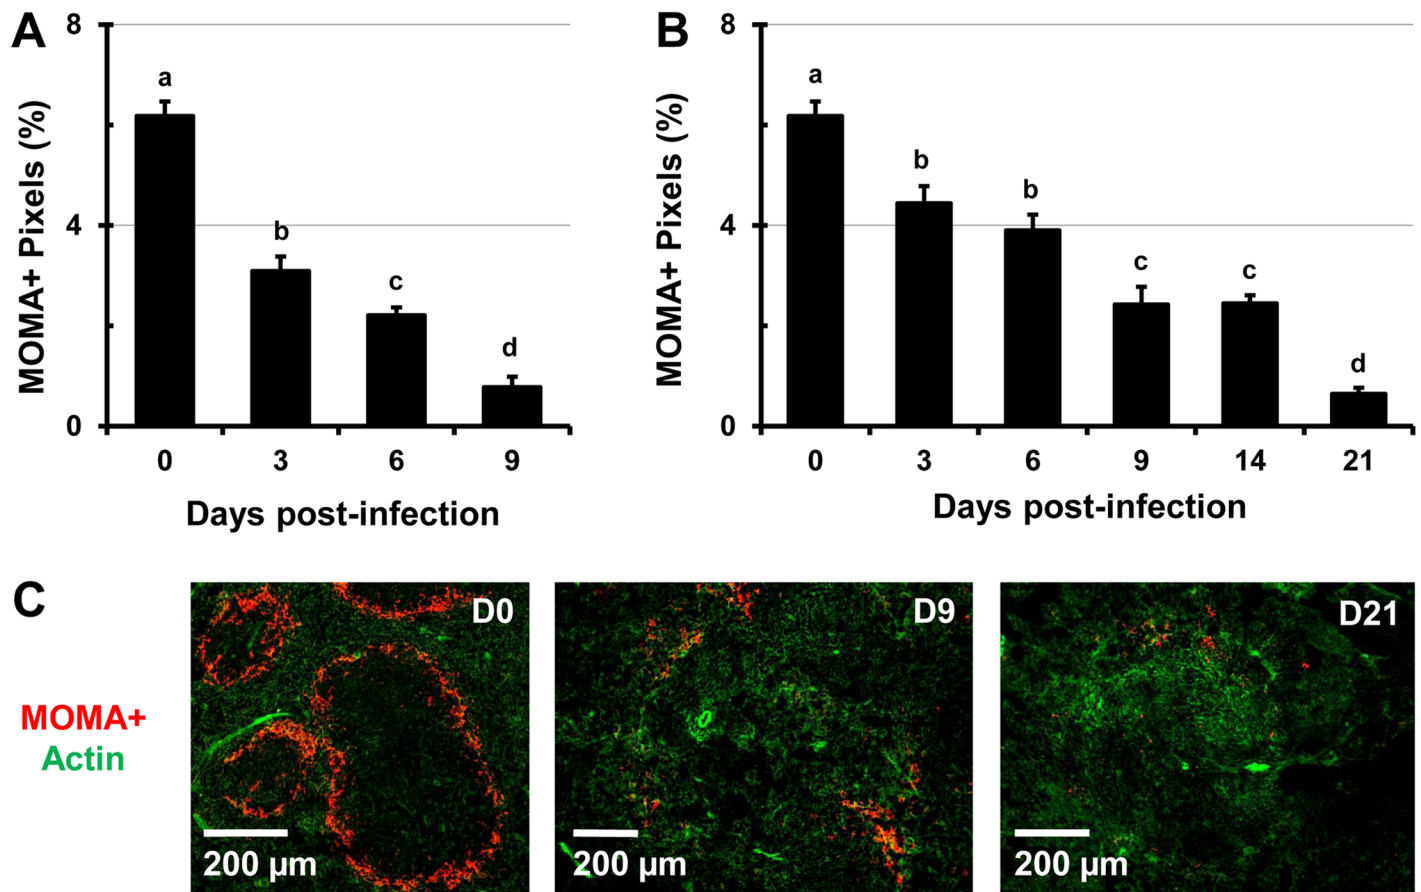 A
MOMA+ Pixels (%)
8
4
0
a
b
c
d
0 3 6 9
Days post-infection
B
MOMA+ Pixels (%)
8
4
0
a
b
b
c
c
d
0 3 6 9 14 21
Days post-infection
C
MOMA+
Actin
D0
200 µm
D9
200 µm
D21
200 µm